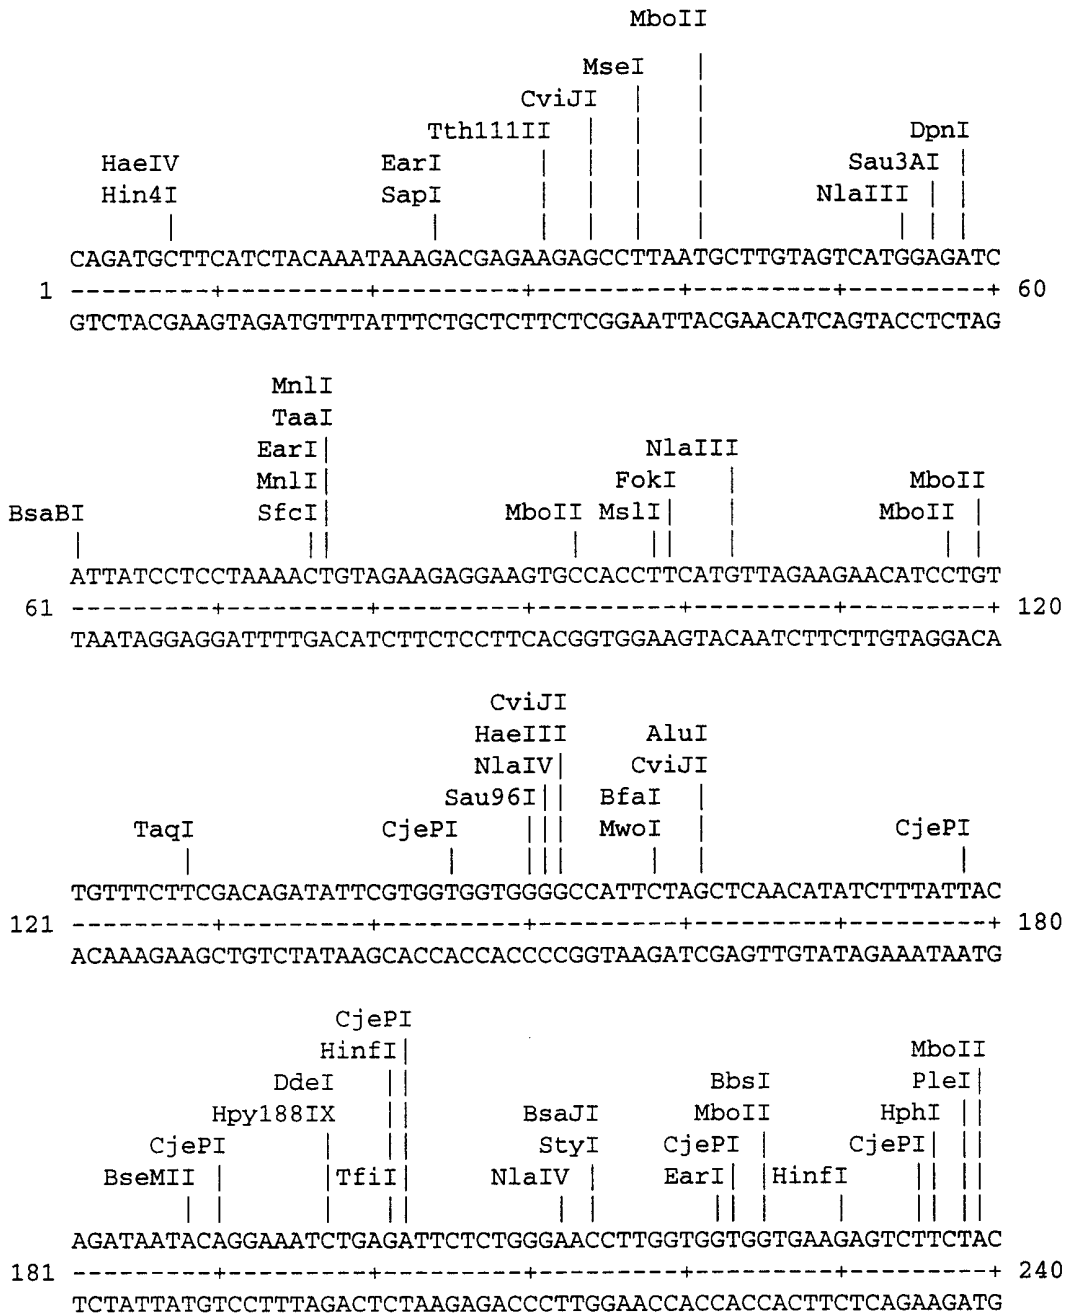 MboII
MseI
CviJI
Tth111II DpnI
HaeIV EarI Sau3AI
Hin4I SapI NlaIII
CAGATGCTTCATCTACAAATAAAGACGAGAAGAGCCTTAATGCTTGTAGTCATGGAGATC
1 ---------+---------+---------+---------+---------+---------+ 60
GTCTACGAAGTAGATGTTTATTTCTGCTCTTCTCGGAATTACGAACATCAGTACCTCTAG
MnlI
TaaI
EarI NlaIII
MnlI FokI MboII
BsaBI SfcI MboII MslI MboII
ATTATCCTCCTAAAACTGTAGAAGAGGAAGTGCCACCTTCATGTTAGAAGAACATCCTGT
61 ---------+---------+---------+---------+---------+---------+ 120
TAATAGGAGGATTTTGACATCTTCTCCTTCACGGTGGAAGTACAATCTTCTTGTAGGACA
CviJI
HaeIII AluI
NlaIV CviJI
Sau96I BfaI
TaqI CjePI MwoI CjePI
TGTTTCTTCGACAGATATTCGTGGTGGTGGGGCCATTCTAGCTCAACATATCTTTATTAC
121 ---------+---------+---------+---------+---------+---------+ 180
ACAAAGAAGCTGTCTATAAGCACCACCACCCCGGTAAGATCGAGTTGTATAGAAATAATG
CjePI
HinfI MboII
DdeI BbsI PleI
Hpy188IX BsaJI MboII HphI
CjePI StyI CjePI CjePI
BseMII TfiI NlaIV EarI HinfI
AGATAATACAGGAAATCTGAGATTCTCTGGGAACCTTGGTGGTGGTGAAGAGTCTTCTAC
181 ---------+---------+---------+---------+---------+---------+ 240
TCTATTATGTCCTTTAGACTCTAAGAGACCCTTGGAACCACCACCACTTCTCAGAAGATG